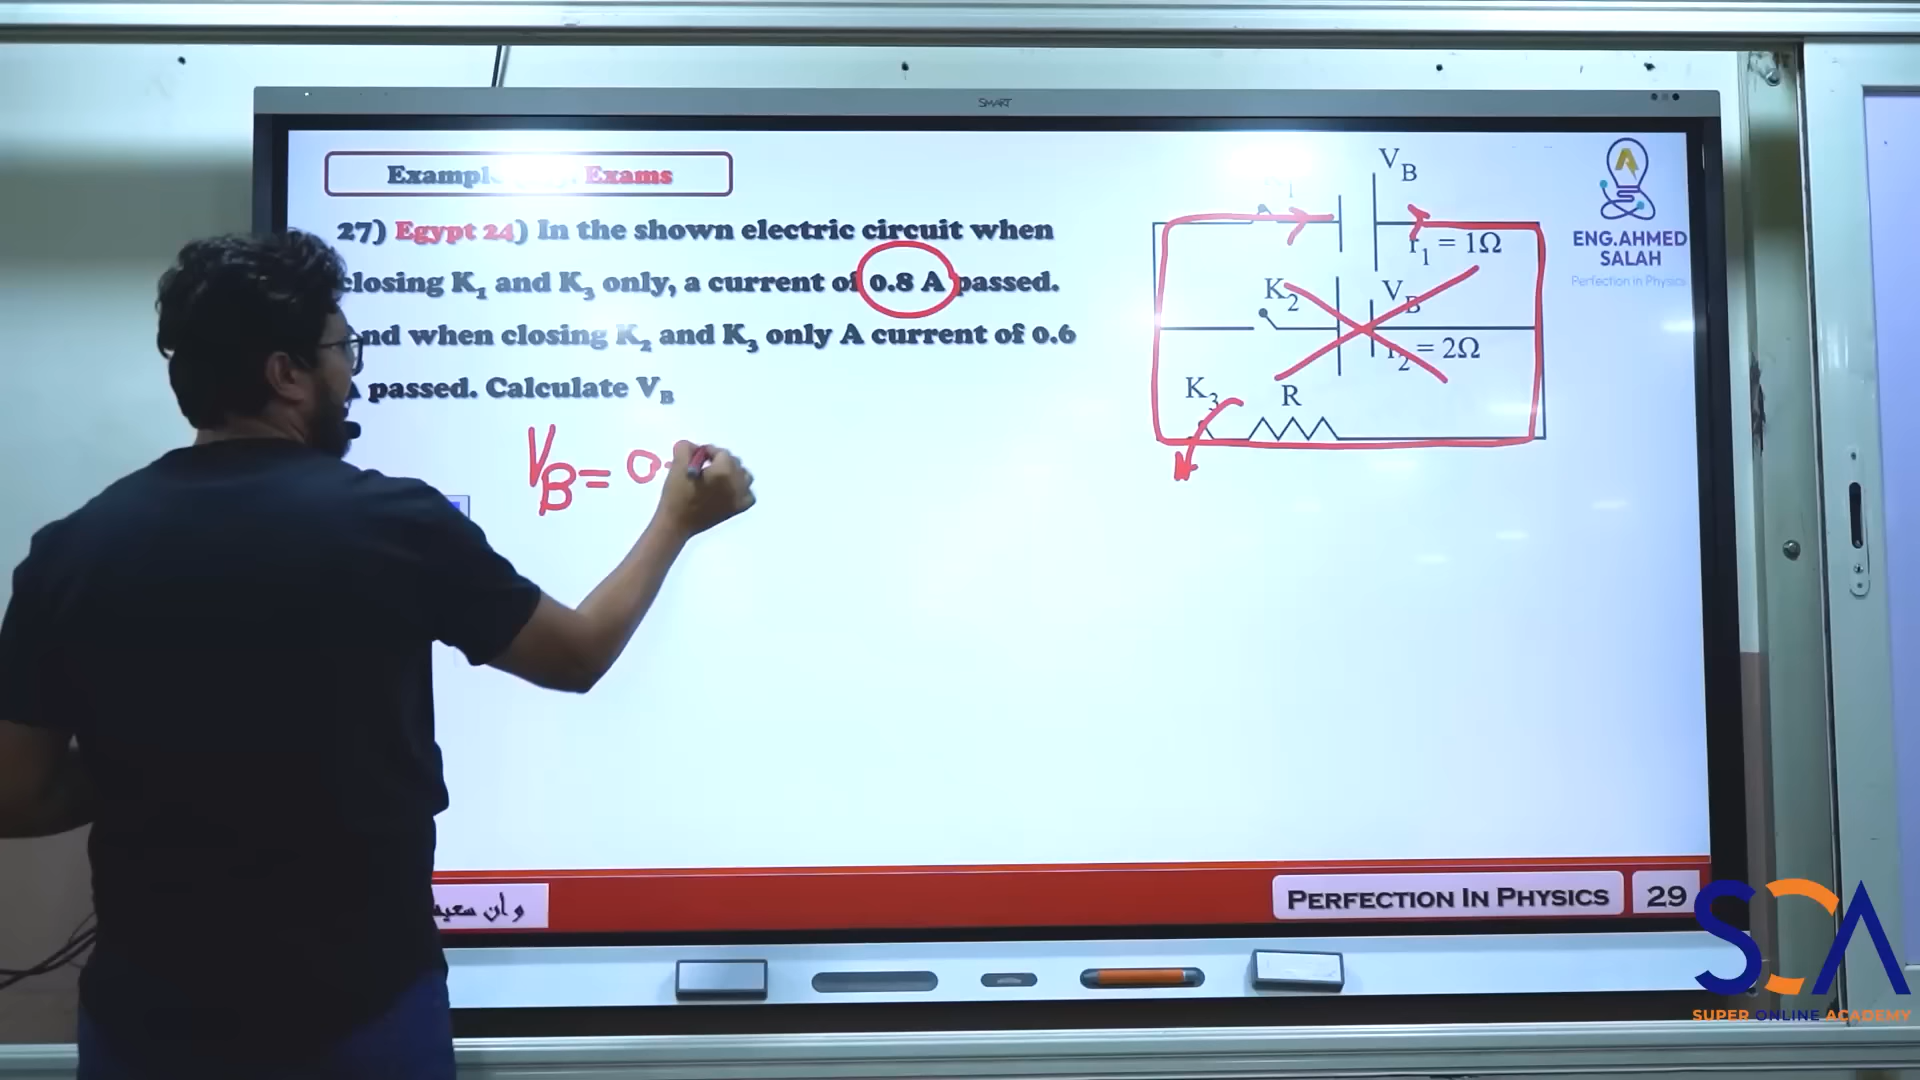 SMART
Exams
27) Egypt 24) In the shown electric circuit when
closing K1 and K3 only, a current of 0.8 A passed.
nd when closing K2 and K3 only A current of 0.6
A passed. Calculate VB
VB = 0.
VB
r1 = 1Ω
K2
VB
r2 = 2Ω
K3
R
A
ENG.AHMED
SALAH
Perfection in Physics
PERFECTION IN PHYSICS
29
SOA
SUPER ONLINE ACADEMY